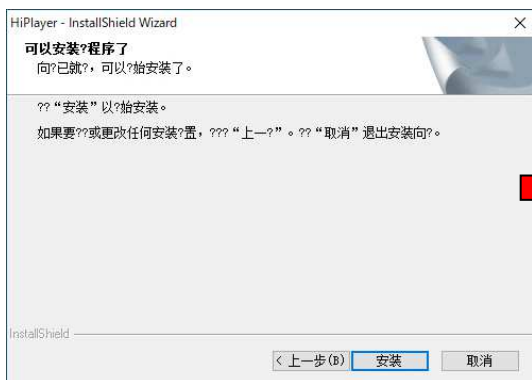 HiPlayer - InstallShield Wizard
可以安装?程序了
向?已就?，可以?始安装了。
??“安装”以?始安装。
如果要??或更改任何安装?置，???“上一?”。??“取消”退出安装向?。
InstallShield
< 上一步(B)
安装
取消